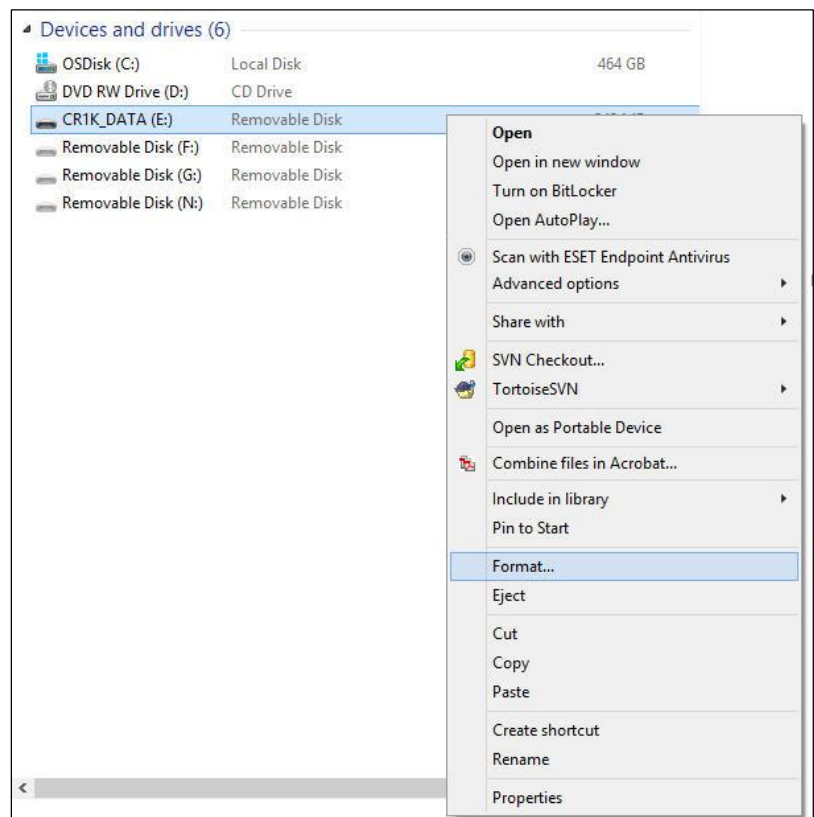 Devices and drives (6)
OSDisk (C:) Local Disk 464 GB
DVD RW Drive (D:) CD Drive
CR1K_DATA (E:) Removable Disk
Removable Disk (F:) Removable Disk
Removable Disk (G:) Removable Disk
Removable Disk (N:) Removable Disk
Open
Open in new window
Turn on BitLocker
Open AutoPlay...
Scan with ESET Endpoint Antivirus
Advanced options
Share with
SVN Checkout...
TortoiseSVN
Open as Portable Device
Combine files in Acrobat...
Include in library
Pin to Start
Format...
Eject
Cut
Copy
Paste
Create shortcut
Rename
Properties